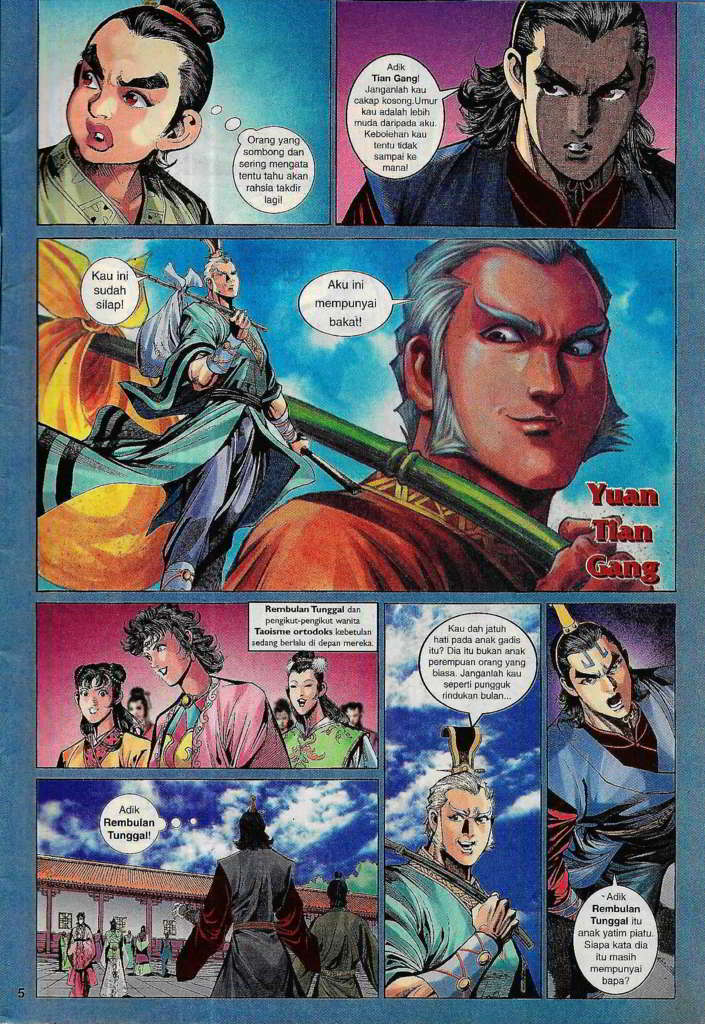 Orang yang
sombong dan
sering mengata
tentu tahu akan
rahsia takdir
lagi!
Adik
Tian Gang!
Janganlah kau
cakap kosong.Umur
kau adalah lebih
muda daripada aku.
Kebolehan kau
tentu tidak
sampai ke
mana!
Kau ini
sudah
silap!
Aku ini
mempunyai
bakat!
Yuan
Tian
Gang
Rembulan Tunggal dan
pengikut-pengikut wanita
Taoisme ortodoks kebetulan
sedang berlalu di depan mereka.
Adik
Rembulan
Tunggal!
Kau dah jatuh
hati pada anak gadis
itu? Dia itu bukan anak
perempuan orang yang
biasa. Janganlah kau
seperti pungguk
rindukan bulan...
Adik
Rembulan
Tunggal itu
anak yatim piatu.
Siapa kata dia
itu masih
mempunyai
bapa?
5